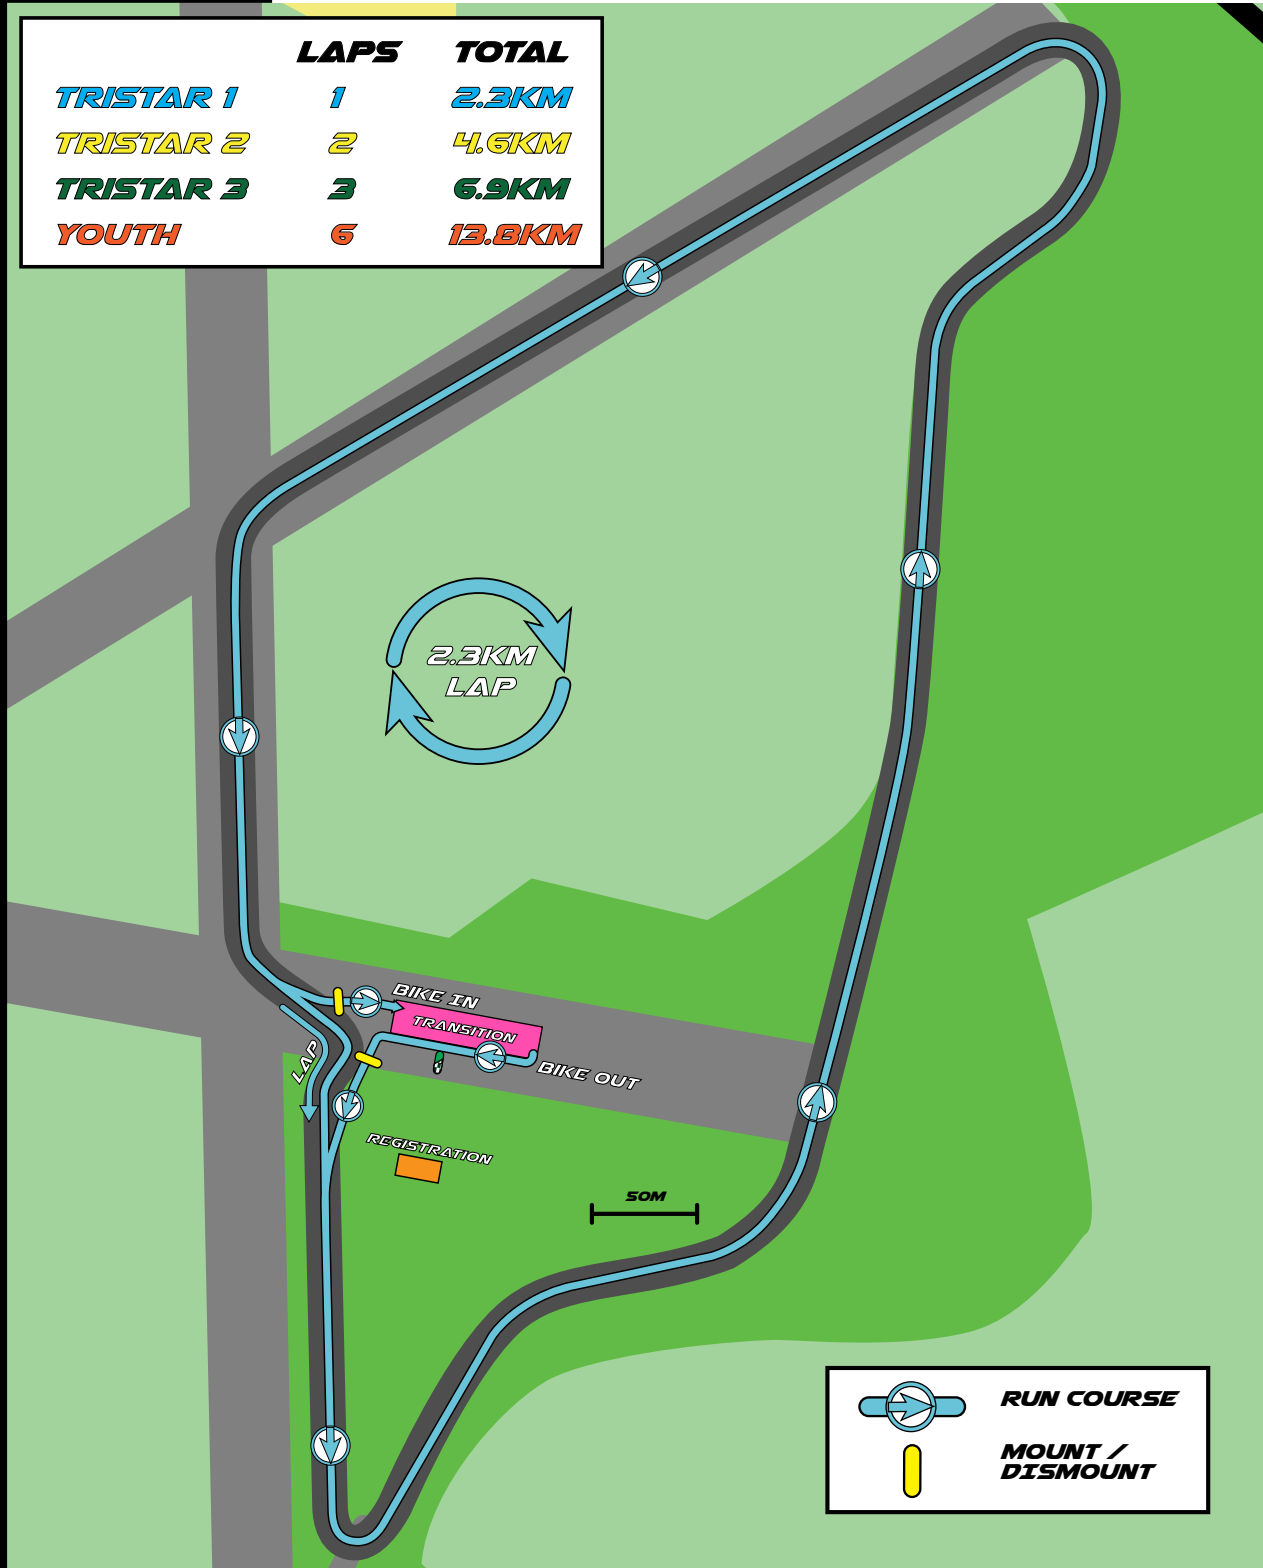 LAPS TOTAL
TRISTAR 1 1 2.3KM
TRISTAR 2 2 4.6KM
TRISTAR 3 3 6.9KM
YOUTH 6 13.8KM
2.3KM
LAP
BIKE IN
TRANSITION
BIKE OUT
LAP
REGISTRATION
50M
RUN COURSE
MOUNT /
DISMOUNT